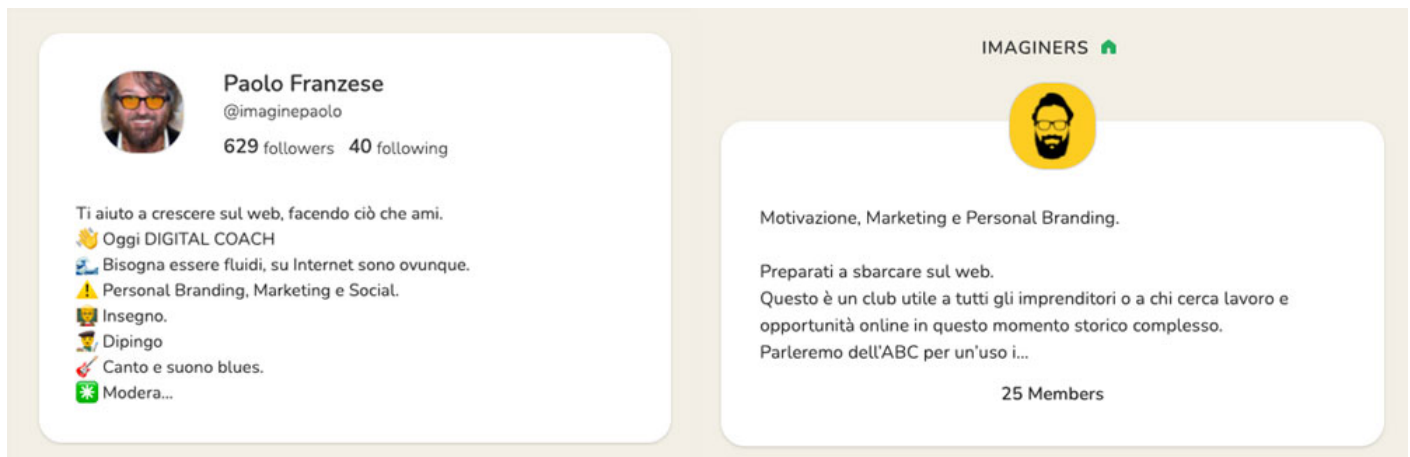 Paolo Franzese
@imaginepaolo
629 followers 40 following
Ti aiuto a crescere sul web, facendo ciò che ami.
👋 Oggi DIGITAL COACH
🌊 Bisogna essere fluidi, su Internet sono ovunque.
⚠️ Personal Branding, Marketing e Social.
👨‍🏫 Insegno.
👨‍🎨 Dipingo
🎸 Canto e suono blues.
✳️ Modera...
IMAGINERS
Motivazione, Marketing e Personal Branding.
Preparati a sbarcare sul web.
Questo è un club utile a tutti gli imprenditori o a chi cerca lavoro e
opportunità online in questo momento storico complesso.
Parleremo dell'ABC per un'uso i...
25 Members